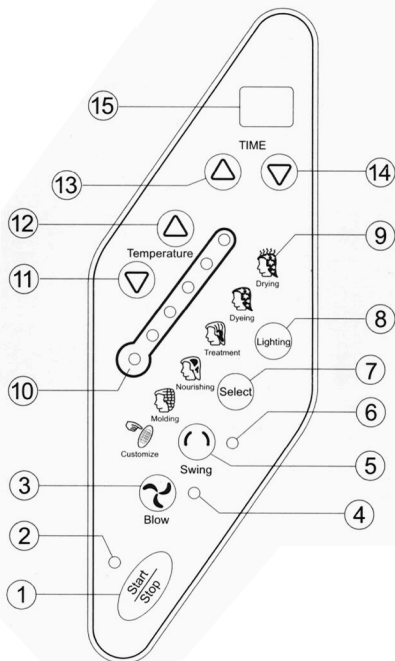 15
TIME
13
14
12
Temperature
9
Drying
11
Dyeing
8
Lighting
Treatment
10
7
Nourishing
Select
Molding
6
Customize
Swing
5
3
Blow
4
2
1
Start
Stop